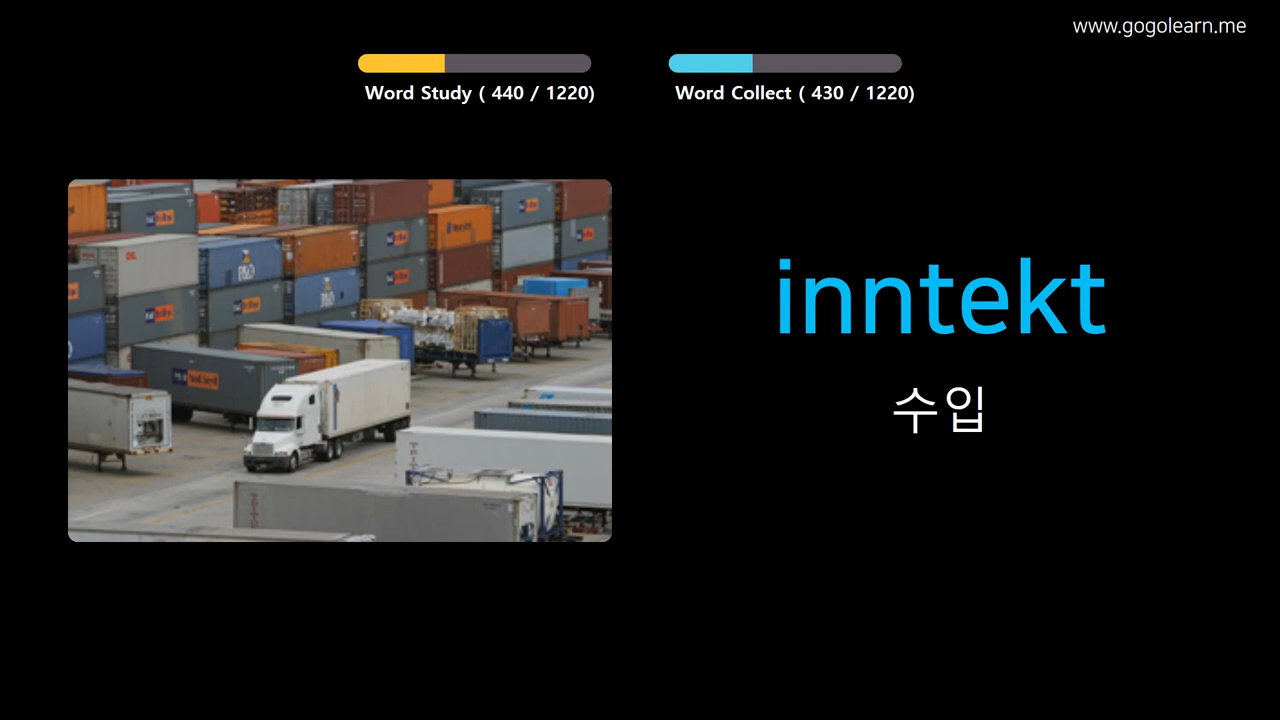 www.gogolearn.me
Word Study ( 440 / 1220)
Word Collect ( 430 / 1220)
inntekt
수입
P&O
P&O